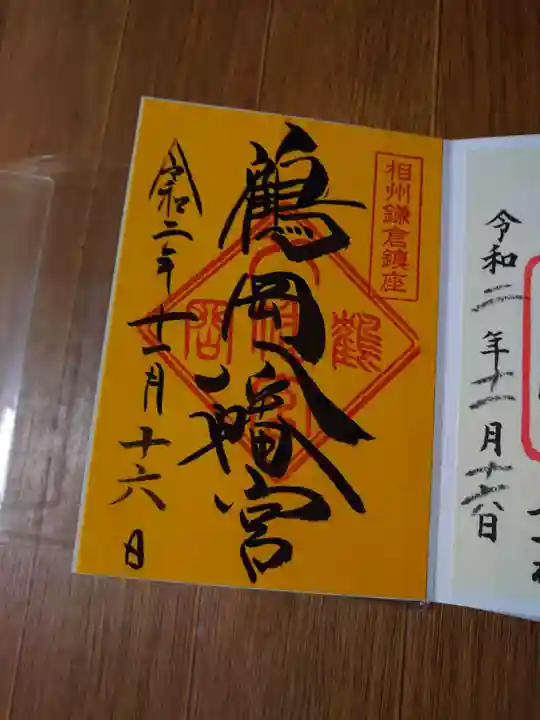 令和二年十一月十六日
相州鎌倉鎮座
鶴岡八幡宮
令和二年十一月十六日